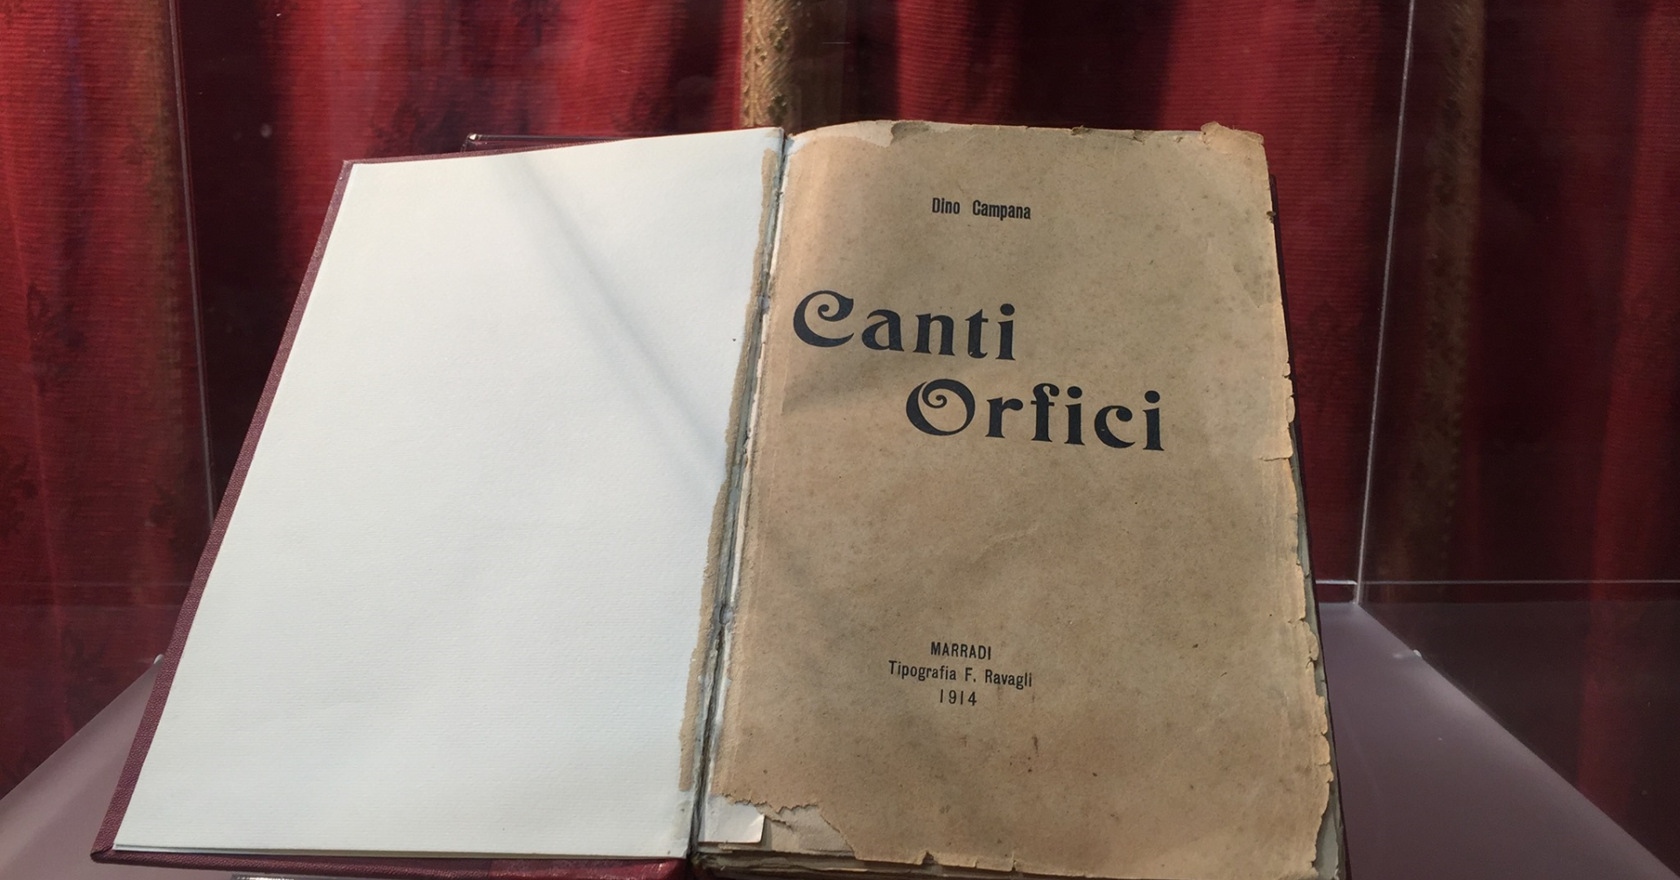 Dino Campana
Canti
Orfici
MARRADI
Tipografia F. Ravagli
1914